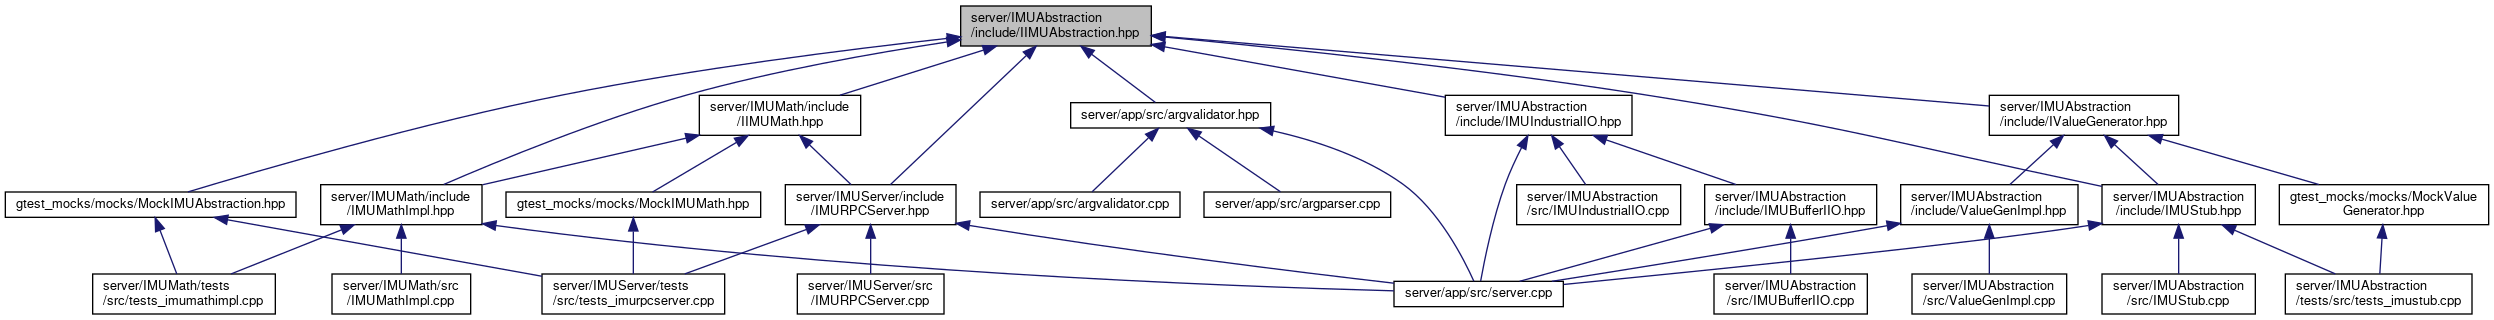 server/IMUAbstraction
/include/IIMUAbstraction.hpp
server/IMUMath/include
/IIMUMath.hpp
server/app/src/argvalidator.hpp
server/IMUAbstraction
/include/IMUIndustrialIO.hpp
server/IMUAbstraction
/include/IValueGenerator.hpp
gtest_mocks/mocks/MockIMUAbstraction.hpp
server/IMUMath/include
/IMUMathImpl.hpp
gtest_mocks/mocks/MockIMUMath.hpp
server/IMUServer/include
/IMURPCServer.hpp
server/app/src/argvalidator.cpp
server/app/src/argparser.cpp
server/IMUAbstraction
/src/IMUIndustrialIO.cpp
server/IMUAbstraction
/include/IMUBufferIIO.hpp
server/IMUAbstraction
/include/ValueGenImpl.hpp
server/IMUAbstraction
/include/IMUStub.hpp
gtest_mocks/mocks/MockValue
Generator.hpp
server/IMUMath/tests
/src/tests_imumathimpl.cpp
server/IMUMath/src
/IMUMathImpl.cpp
server/IMUServer/tests
/src/tests_imurpcserver.cpp
server/IMUServer/src
/IMURPCServer.cpp
server/app/src/server.cpp
server/IMUAbstraction
/src/IMUBufferIIO.cpp
server/IMUAbstraction
/src/ValueGenImpl.cpp
server/IMUAbstraction
/src/IMUStub.cpp
server/IMUAbstraction
/tests/src/tests_imustub.cpp